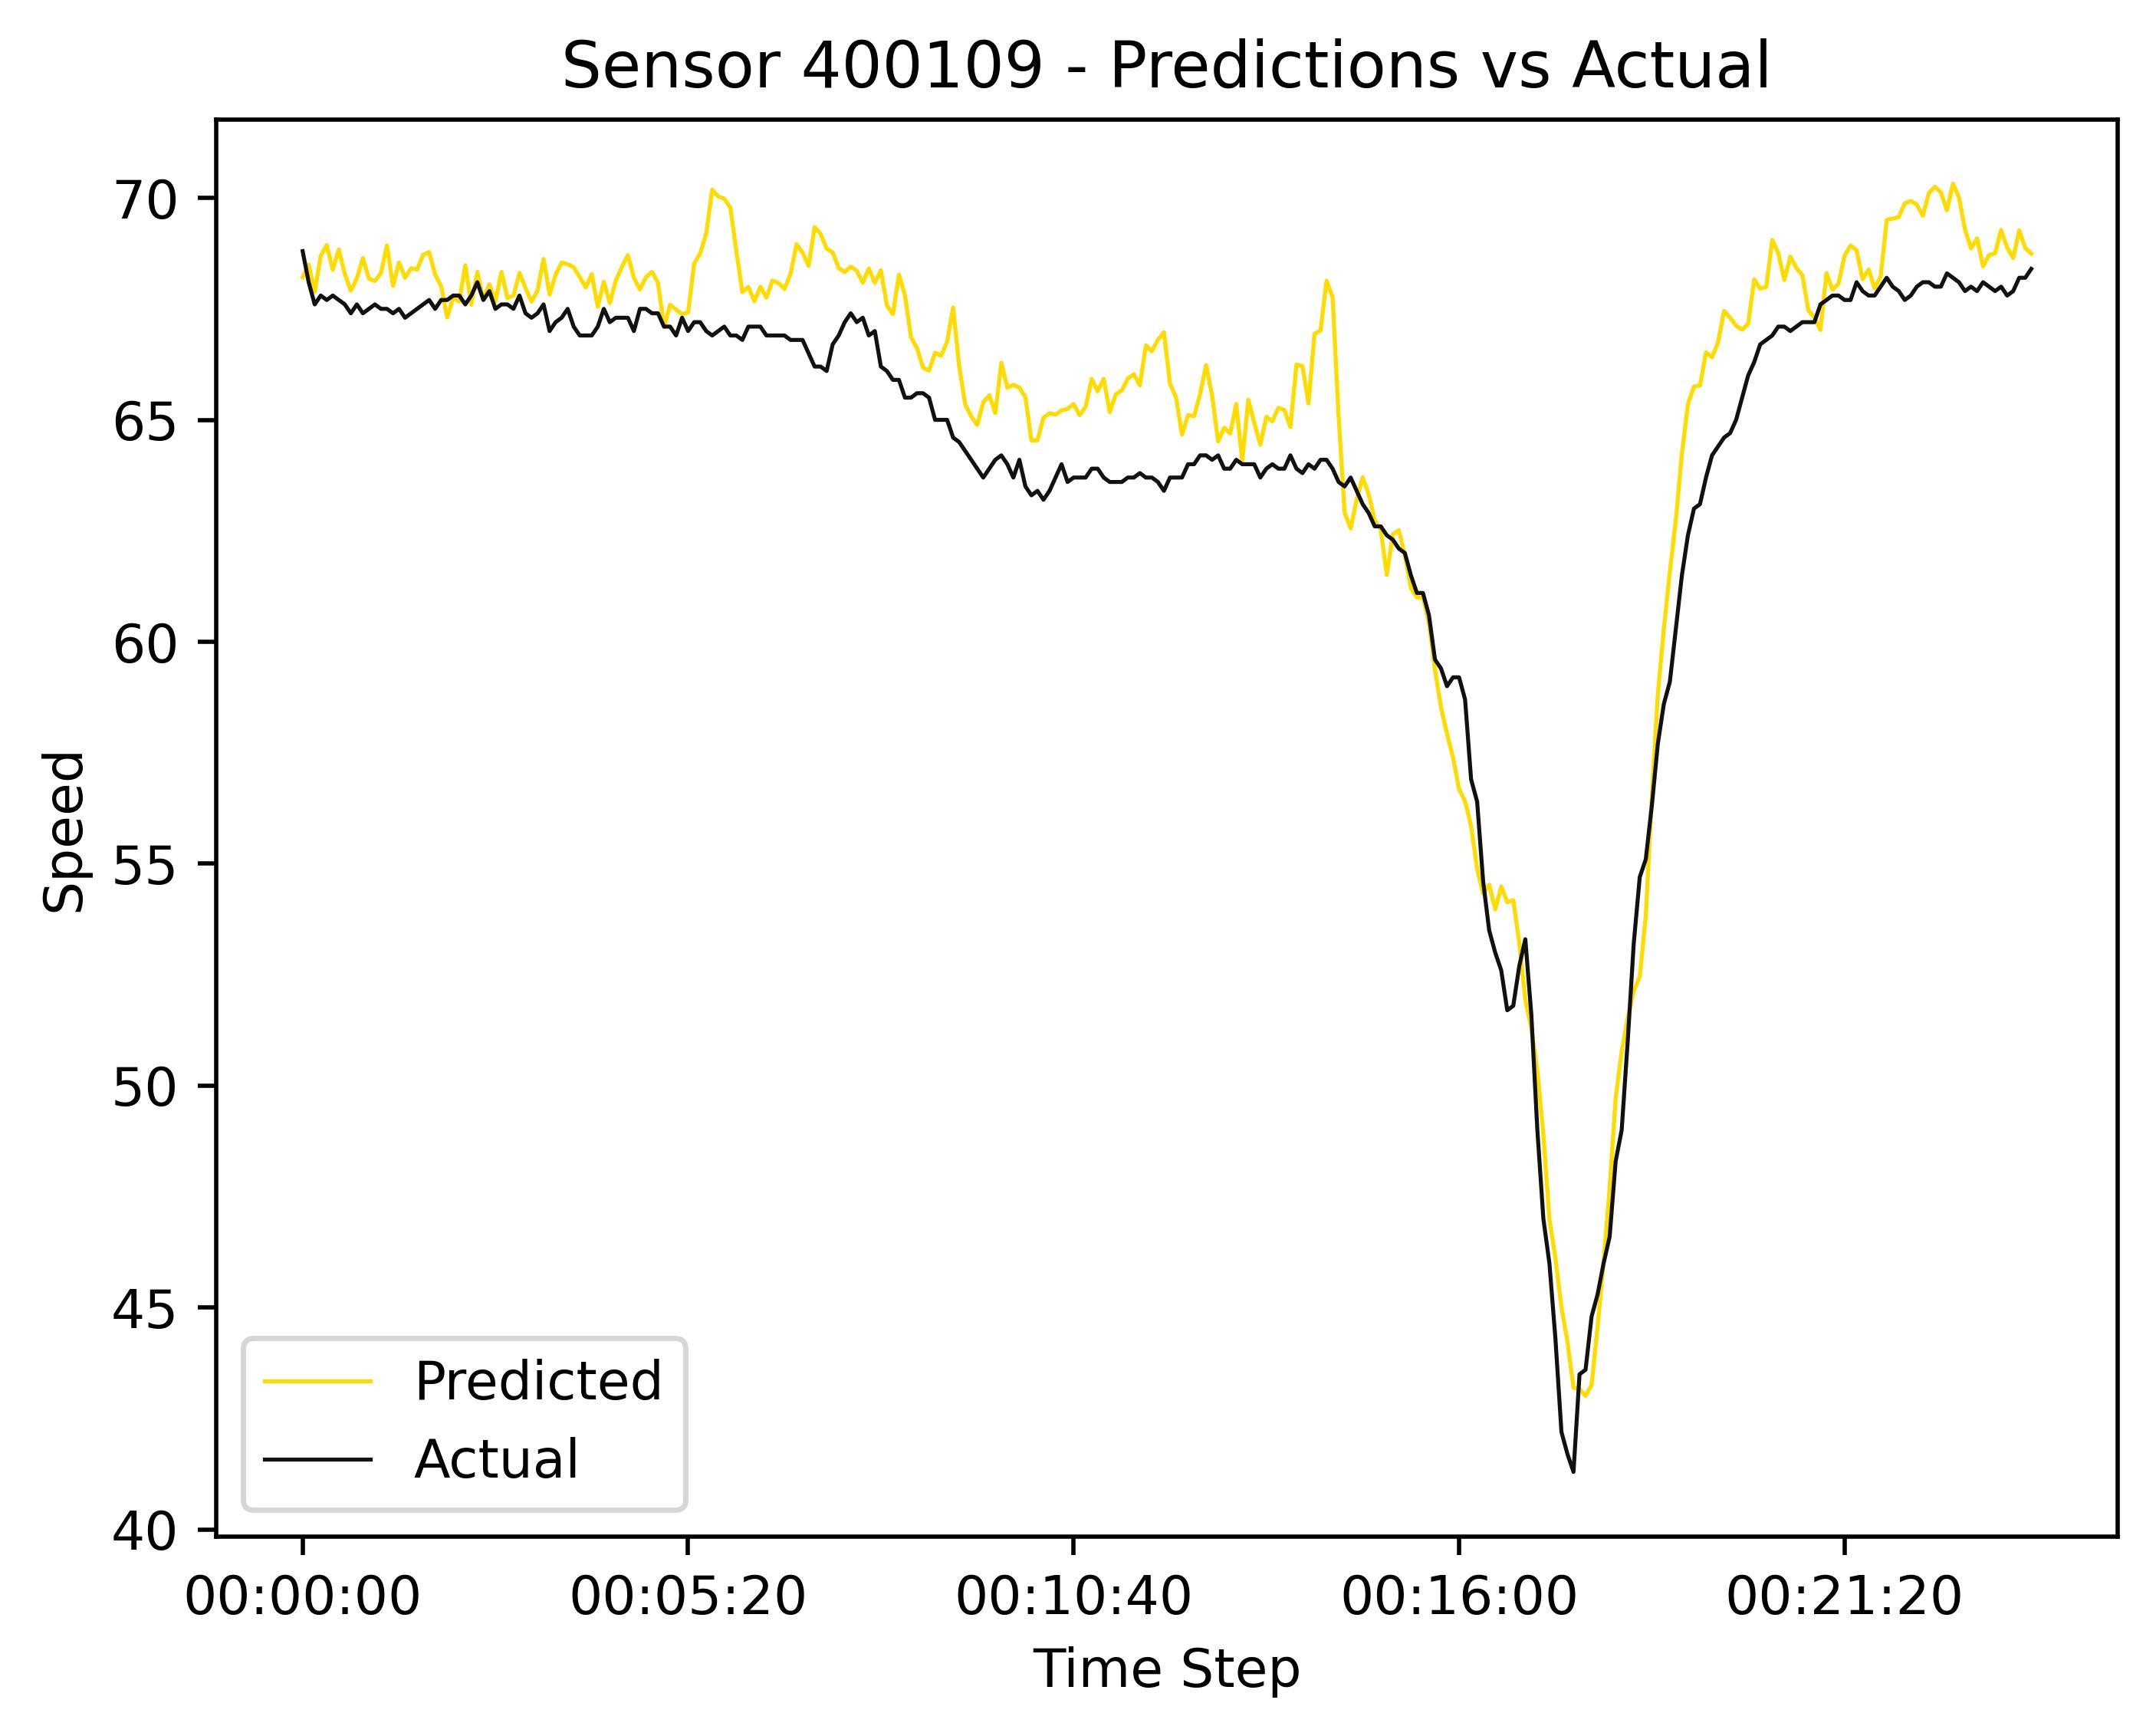 Sensor 400109 - Predictions vs Actual
70
65
60
55
50
45
40
Speed
Predicted
Actual
00:00:00
00:05:20
00:10:40
00:16:00
00:21:20
Time Step